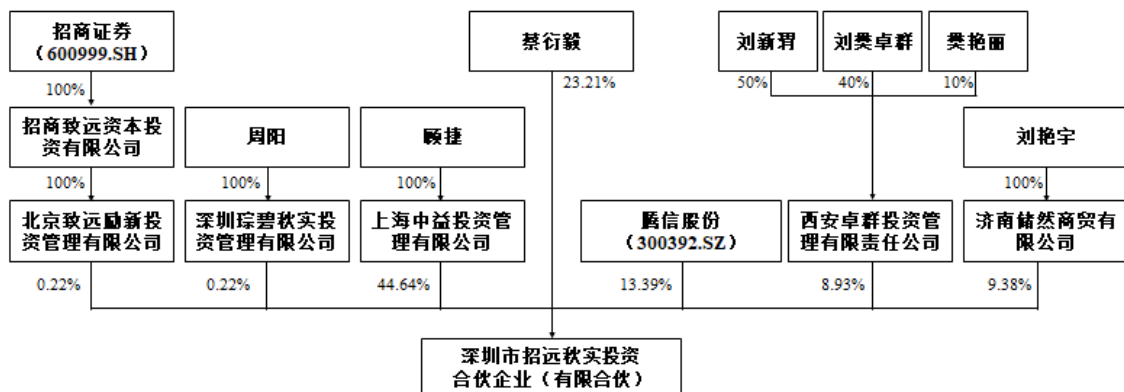 招商证券
（600999.SH）
蔡衍毅
刘新渭
刘樊卓群
樊艳丽
23.21%
50%
40%
10%
100%
招商致远资本投
资有限公司
周阳
顾捷
刘艳宇
100%
100%
100%
100%
北京致远励新投
资管理有限公司
深圳琮碧秋实投
资管理有限公司
上海中益投资管
理有限公司
腾信股份
（300392.SZ）
西安卓群投资管
理有限责任公司
济南储然商贸有
限公司
0.22%
0.22%
44.64%
13.39%
8.93%
9.38%
深圳市招远秋实投资
合伙企业（有限合伙）